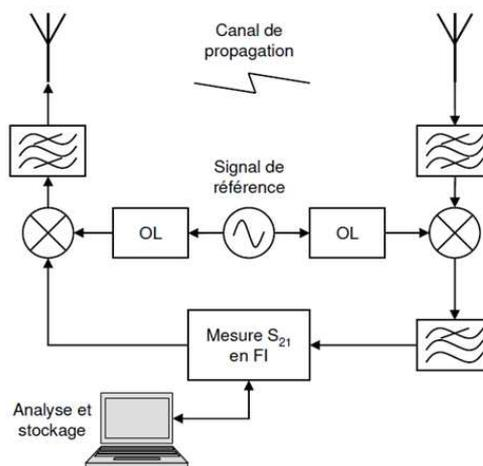 Canal de
propagation
Signal de
référence
OL
OL
Mesure S₂₁
en FI
Analyse et
stockage